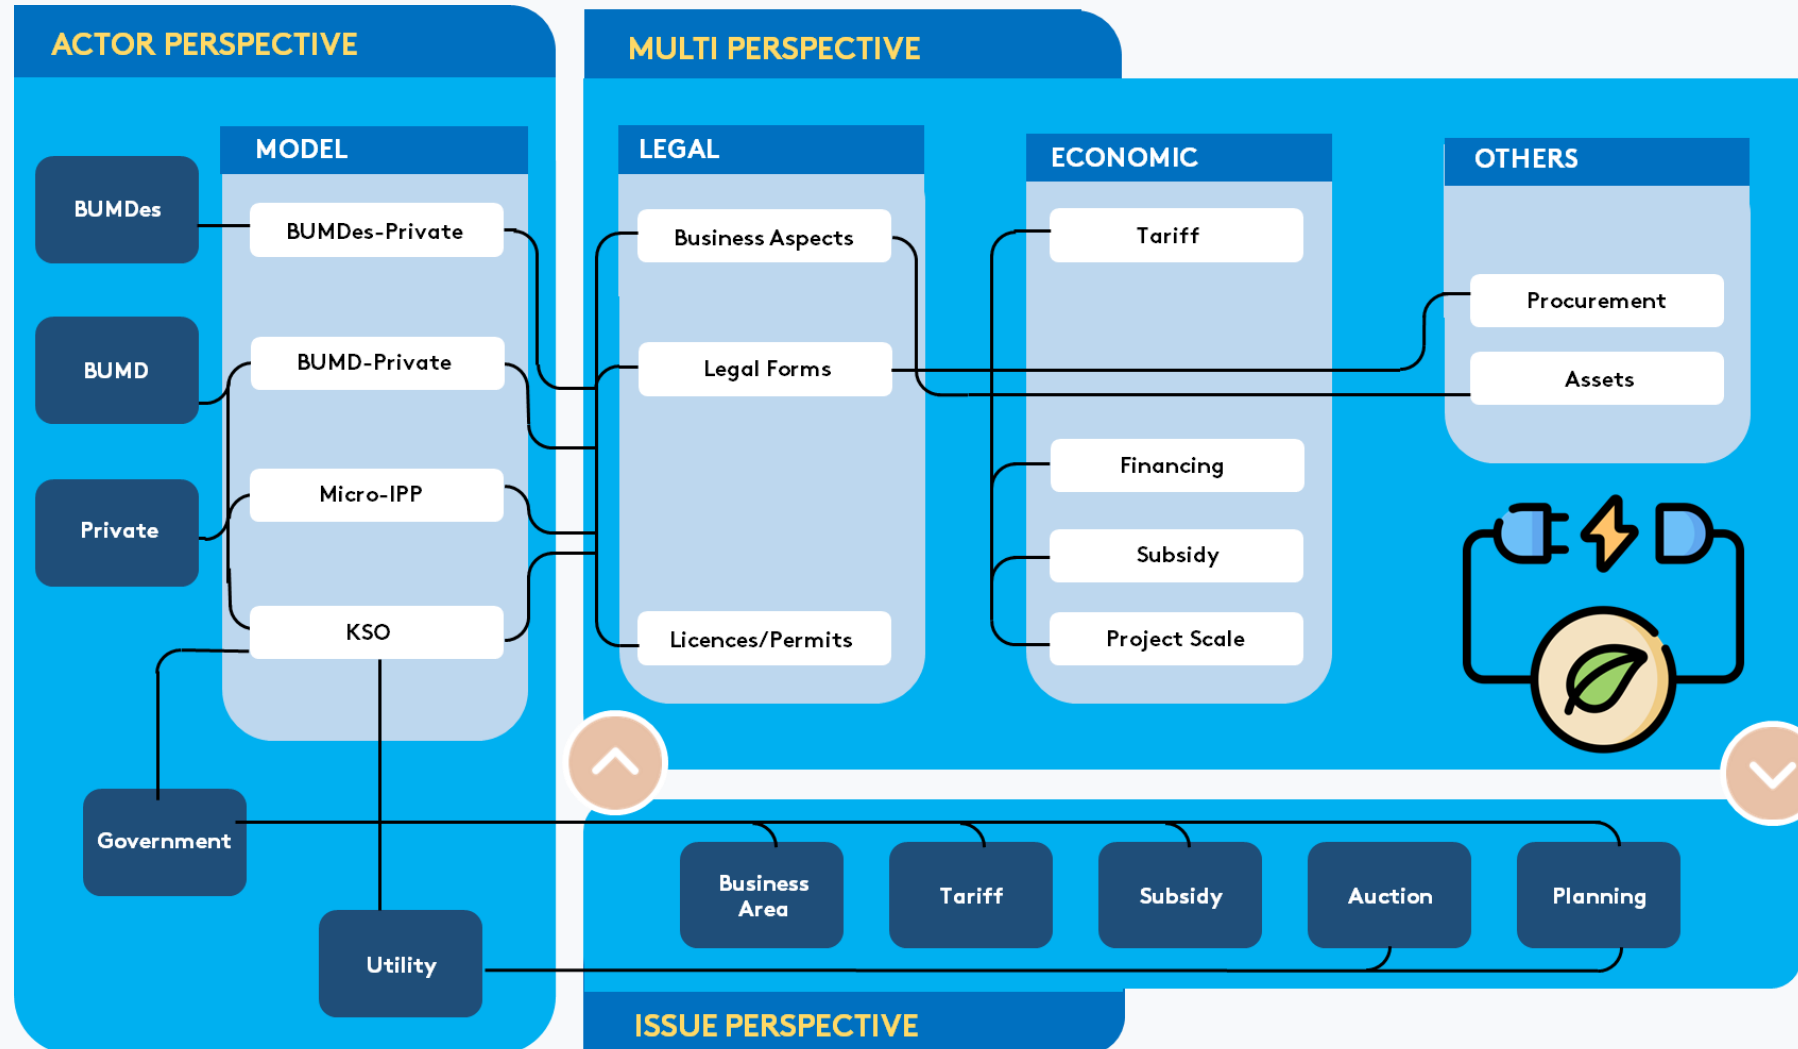 ACTOR PERSPECTIVE
BUMDes
BUMD
Private
MODEL
BUMDes-Private
BUMD-Private
Micro-IPP
KSO
Government
Utility
MULTI PERSPECTIVE
LEGAL
Business Aspects
Legal Forms
Licences/Permits
ECONOMIC
Tariff
Financing
Subsidy
Project Scale
OTHERS
Procurement
Assets
Business
Area
Tariff
Subsidy
Auction
Planning
ISSUE PERSPECTIVE